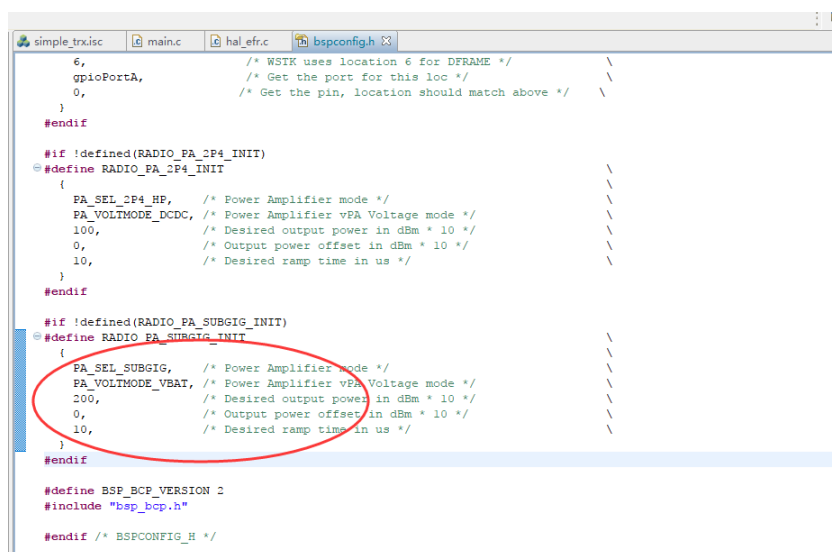 simple_trx.isc main.c hal_efr.c bspconfig.h
6, /* WSTK uses location 6 for DFRAME */ \
gpioPortA, /* Get the port for this loc */ \
0, /* Get the pin, location should match above */ \
}
#endif
#if !defined(RADIO_PA_2P4_INIT)
#define RADIO_PA_2P4_INIT \
{ \
PA_SEL_2P4_HP, /* Power Amplifier mode */ \
PA_VOLTMODE_DCDC, /* Power Amplifier vPA Voltage mode */ \
100, /* Desired output power in dBm * 10 */ \
0, /* Output power offset in dBm * 10 */ \
10, /* Desired ramp time in us */ \
}
#endif
#if !defined(RADIO_PA_SUBGIG_INIT)
#define RADIO_PA_SUBGIG_INIT \
{ \
PA_SEL_SUBGIG, /* Power Amplifier mode */ \
PA_VOLTMODE_VBAT, /* Power Amplifier vPA Voltage mode */ \
200, /* Desired output power in dBm * 10 */ \
0, /* Output power offset in dBm * 10 */ \
10, /* Desired ramp time in us */ \
}
#endif
#define BSP_BCP_VERSION 2
#include "bsp_bcp.h"
#endif /* BSPCONFIG_H */